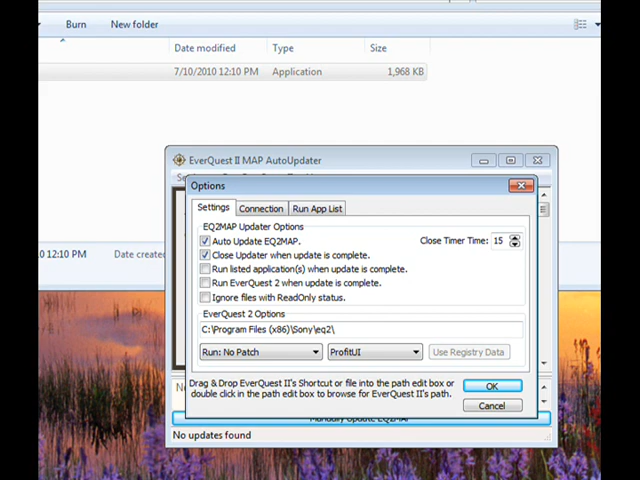 Burn New folder
Date modified Type Size
7/10/2010 12:10 PM Application 1,968 KB
EverQuest II MAP AutoUpdater
Options
Settings Connection Run App List
EQ2MAP Updater Options
Auto Update EQ2MAP. Close Timer Time: 15
Close Updater when update is complete.
12:10 PM Date created
Run listed application(s) when update is complete.
Run EverQuest 2 when update is complete.
Ignore files with ReadOnly status.
EverQuest 2 Options
C:\Program Files (x86)\Sony\eq2\
Run: No Patch ProfitUI Use Registry Data
Drag & Drop EverQuest II's Shortcut or file into the path edit box or
double click in the path edit box to browse for EverQuest II's path.
OK
Cancel
Manually Update EQ2MAP
No updates found